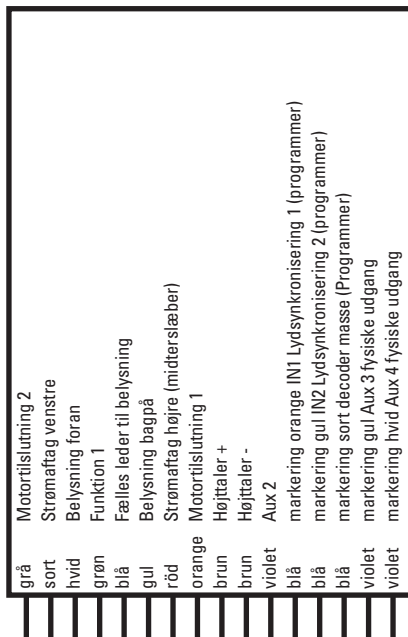 grå Motortilslutning 2
sort Strømaftag venstre
hvid Belysning foran
grøn Funktion 1
blå Fælles leder til belysning
gul Belysning bagpå
röd Strømaftag højre (midterslæber)
orange Motortilslutning 1
brun Højttaler +
brun Højttaler -
violet Aux 2
blå markering orange IN1 Lydsynkronisering 1 (programmer)
blå markering gul IN2 Lydsynkronisering 2 (programmer)
blå markering sort decoder masse (Programmer)
violet markering gul Aux 3 fysiske udgang
violet markering hvid Aux 4 fysiske udgang